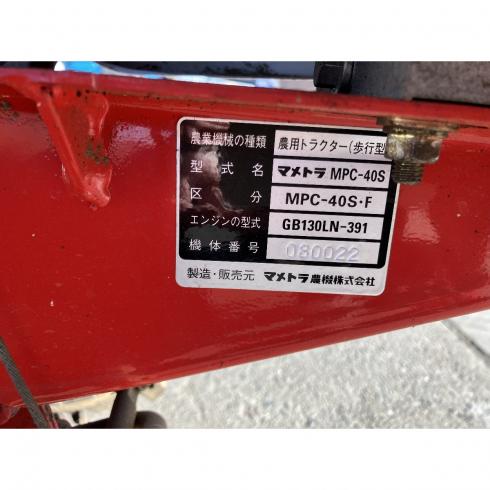 農業機械の種類 農用トラクター(歩行型
型式名 マメトラ MPC-40S
区分 MPC-40S・F
エンジンの型式 GB130LN-391
機体番号 080022
製造・販売元 マメトラ農機株式会社